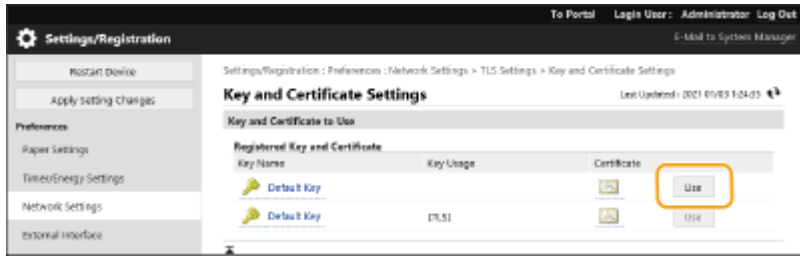 To Portal Login User: Administrator Log Out
Settings/Registration E-Mail to System Manager
Restart Device
Settings/Registration : Preferences : Network Settings > TLS Settings > Key and Certificate Settings
Apply Setting Changes
Key and Certificate Settings
Last Updated : 2021 01/03
Preferences
Key and Certificate to Use
Paper Settings
Registered Key and Certificate
Key Name Key Usage Certificate
Timer/Energy Settings
Default Key Use
Network Settings
Default Key [TLS] Use
External Interface